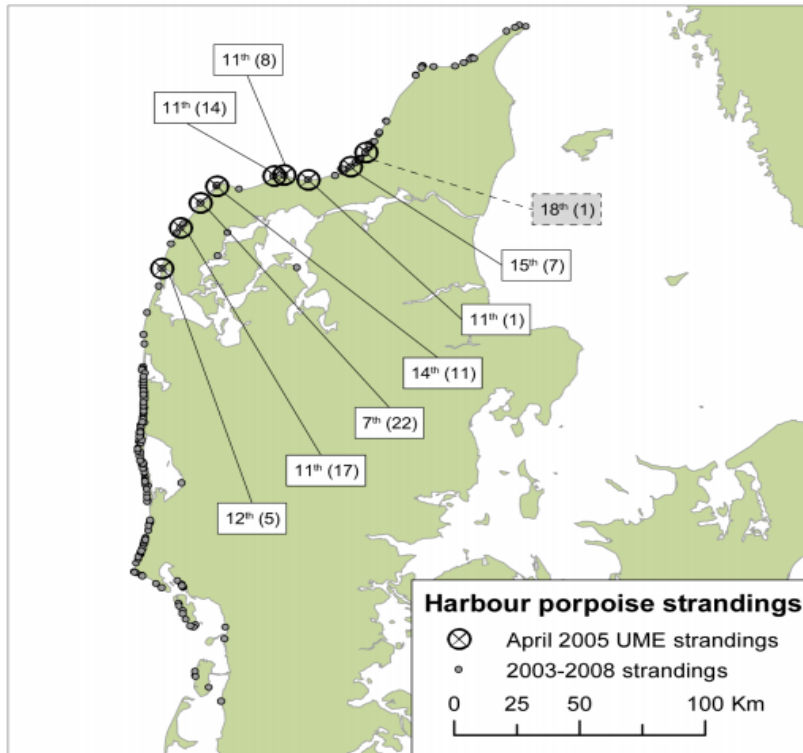 11th (8)
11th (14)
18th (1)
15th (7)
11th (1)
14th (11)
7th (22)
11th (17)
12th (5)
Harbour porpoise strandings
April 2005 UME strandings
2003-2008 strandings
0 25 50 100 Km